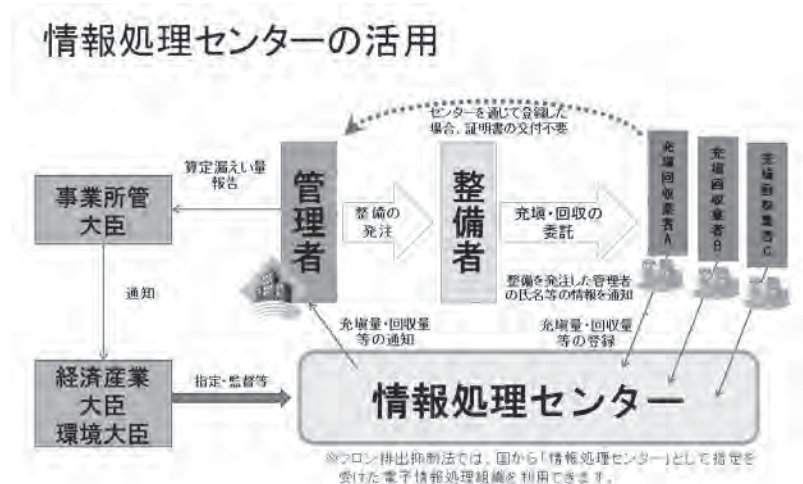 情報処理センターの活用
センターを通じて登録した
場合、証明書の交付不要
算定漏えい量
報告
事業所管
大臣
管理者
整備の
発注
整備者
充塡・回収の
委託
充塡回収業者A
充塡回収業者B
充塡回収業者C
整備を発注した管理者
の氏名等の情報を通知
通知
充塡量・回収量
等の通知
充塡量・回収量
等の登録
経済産業
大臣
環境大臣
指定・監督等
情報処理センター
※フロン排出抑制法では、国から「情報処理センター」として指定を
受けた電子情報処理組織を利用できます。